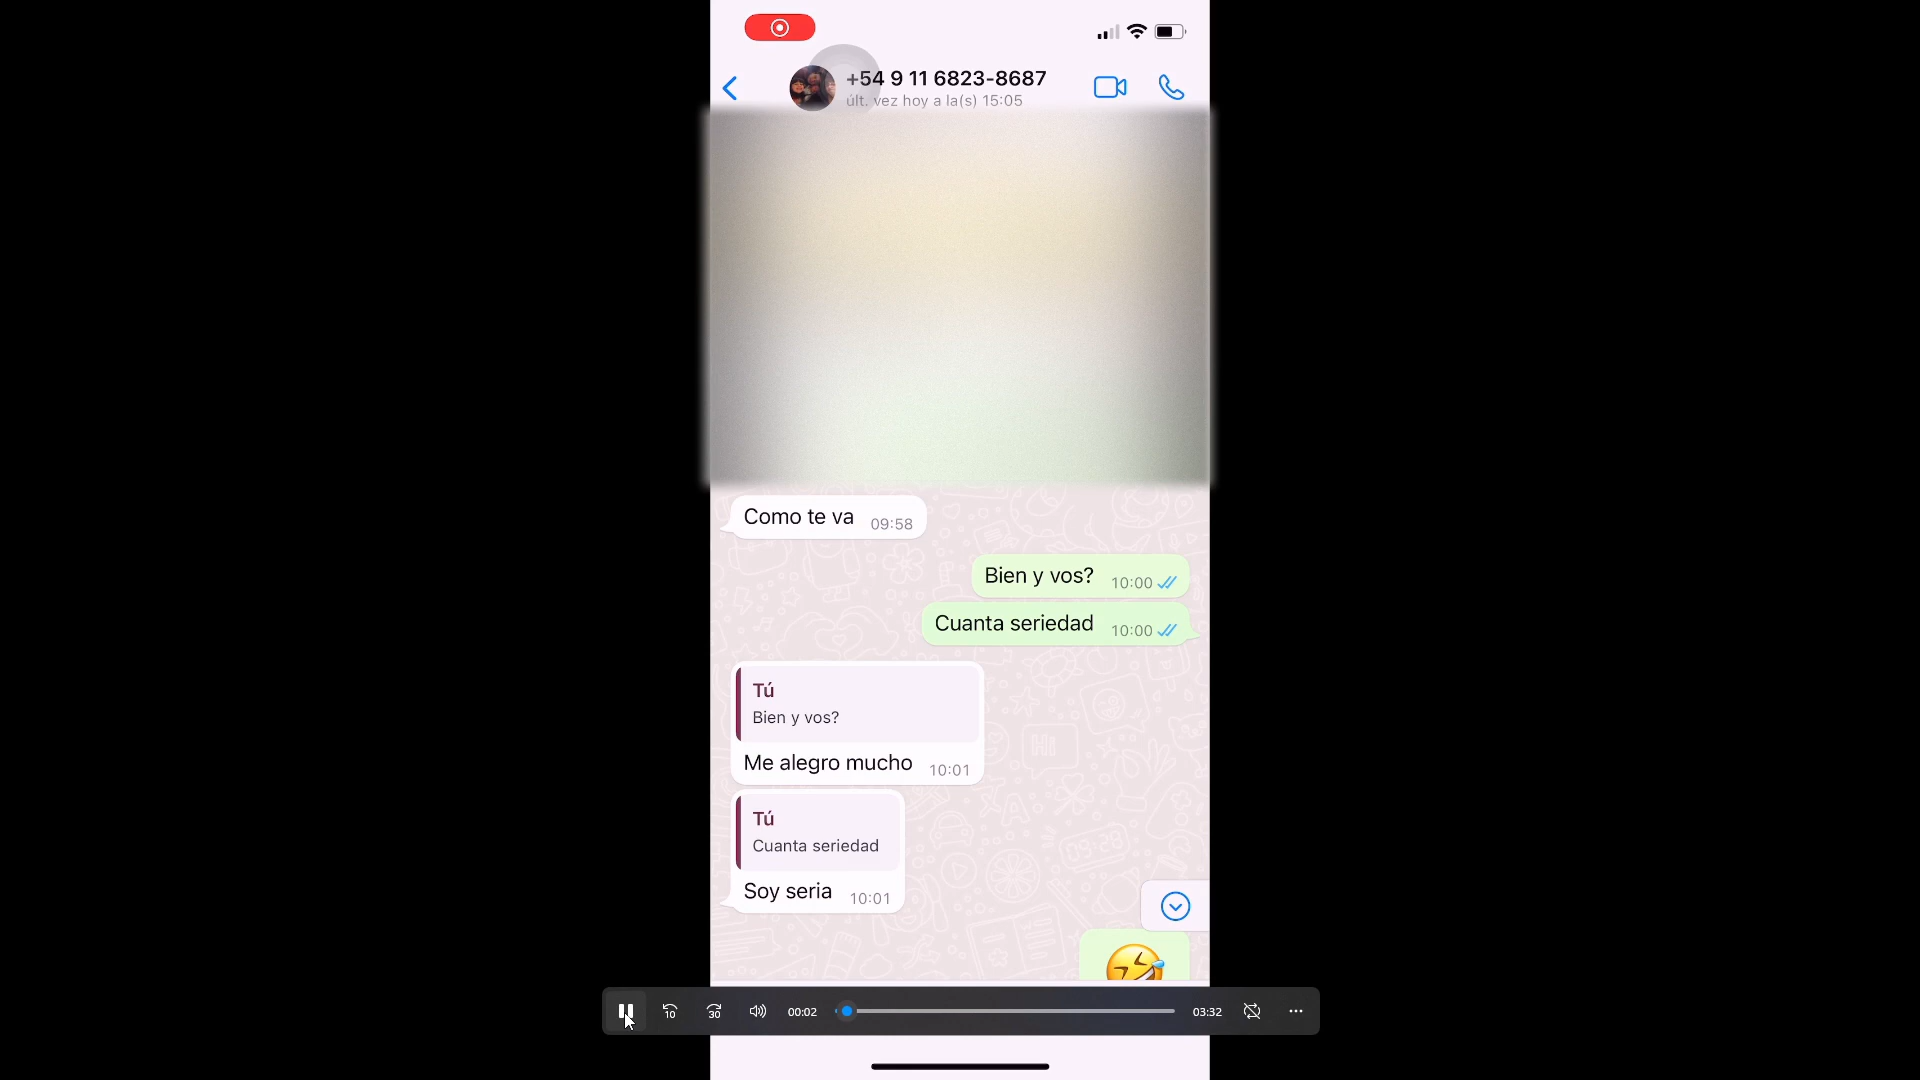 +54 9 11 6823-8687
últ. vez hoy a la(s) 15:05
Como te va 09:58
Bien y vos? 10:00
Cuanta seriedad 10:00
Tú
Bien y vos?
Me alegro mucho 10:01
Tú
Cuanta seriedad
Soy seria 10:01
10
30
00:02
03:32